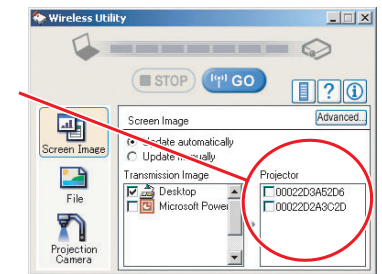 Wireless Utility
STOP
GO
?
Screen Image
Advanced...
Update automatically
Update manually
Transmission Image
Projector
Desktop
Microsoft Power
00022D3A52D6
00022D2A3C2D
Screen Image
File
Projection
Camera